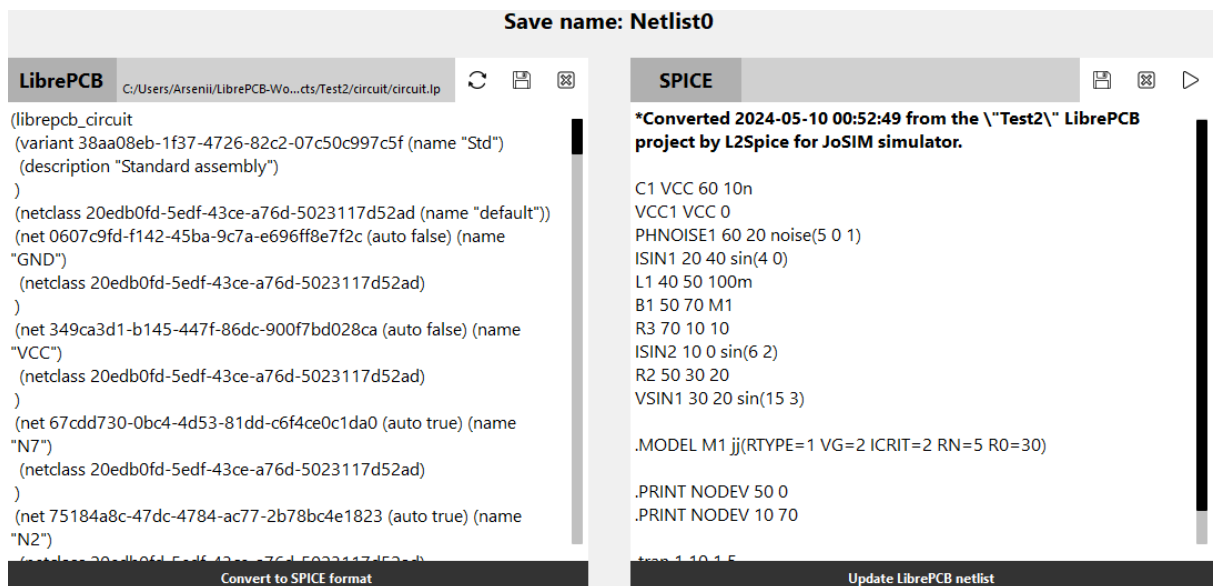 Save name: Netlist0
LibrePCB
C:/Users/Arsenii/LibrePCB-Wo...cts/Test2/circuit/circuit.lp
(librepcb_circuit
(variant 38aa08eb-1f37-4726-82c2-07c50c997c5f (name "Std")
(description "Standard assembly")
)
(netclass 20edb0fd-5edf-43ce-a76d-5023117d52ad (name "default"))
(net 0607c9fd-f142-45ba-9c7a-e696ff8e7f2c (auto false) (name
"GND")
(netclass 20edb0fd-5edf-43ce-a76d-5023117d52ad)
)
(net 349ca3d1-b145-447f-86dc-900f7bd028ca (auto false) (name
"VCC")
(netclass 20edb0fd-5edf-43ce-a76d-5023117d52ad)
)
(net 67cdd730-0bc4-4d53-81dd-c6f4ce0c1da0 (auto true) (name
"N7")
(netclass 20edb0fd-5edf-43ce-a76d-5023117d52ad)
)
(net 75184a8c-47dc-4784-ac77-2b78bc4e1823 (auto true) (name
"N2")
Convert to SPICE format
SPICE
*Converted 2024-05-10 00:52:49 from the \"Test2\" LibrePCB
project by L2Spice for JoSIM simulator.
C1 VCC 60 10n
VCC1 VCC 0
PHNOISE1 60 20 noise(5 0 1)
ISIN1 20 40 sin(4 0)
L1 40 50 100m
B1 50 70 M1
R3 70 10 10
ISIN2 10 0 sin(6 2)
R2 50 30 20
VSIN1 30 20 sin(15 3)
.MODEL M1 jj(RTYPE=1 VG=2 ICRIT=2 RN=5 R0=30)
.PRINT NODEV 50 0
.PRINT NODEV 10 70
Update LibrePCB netlist